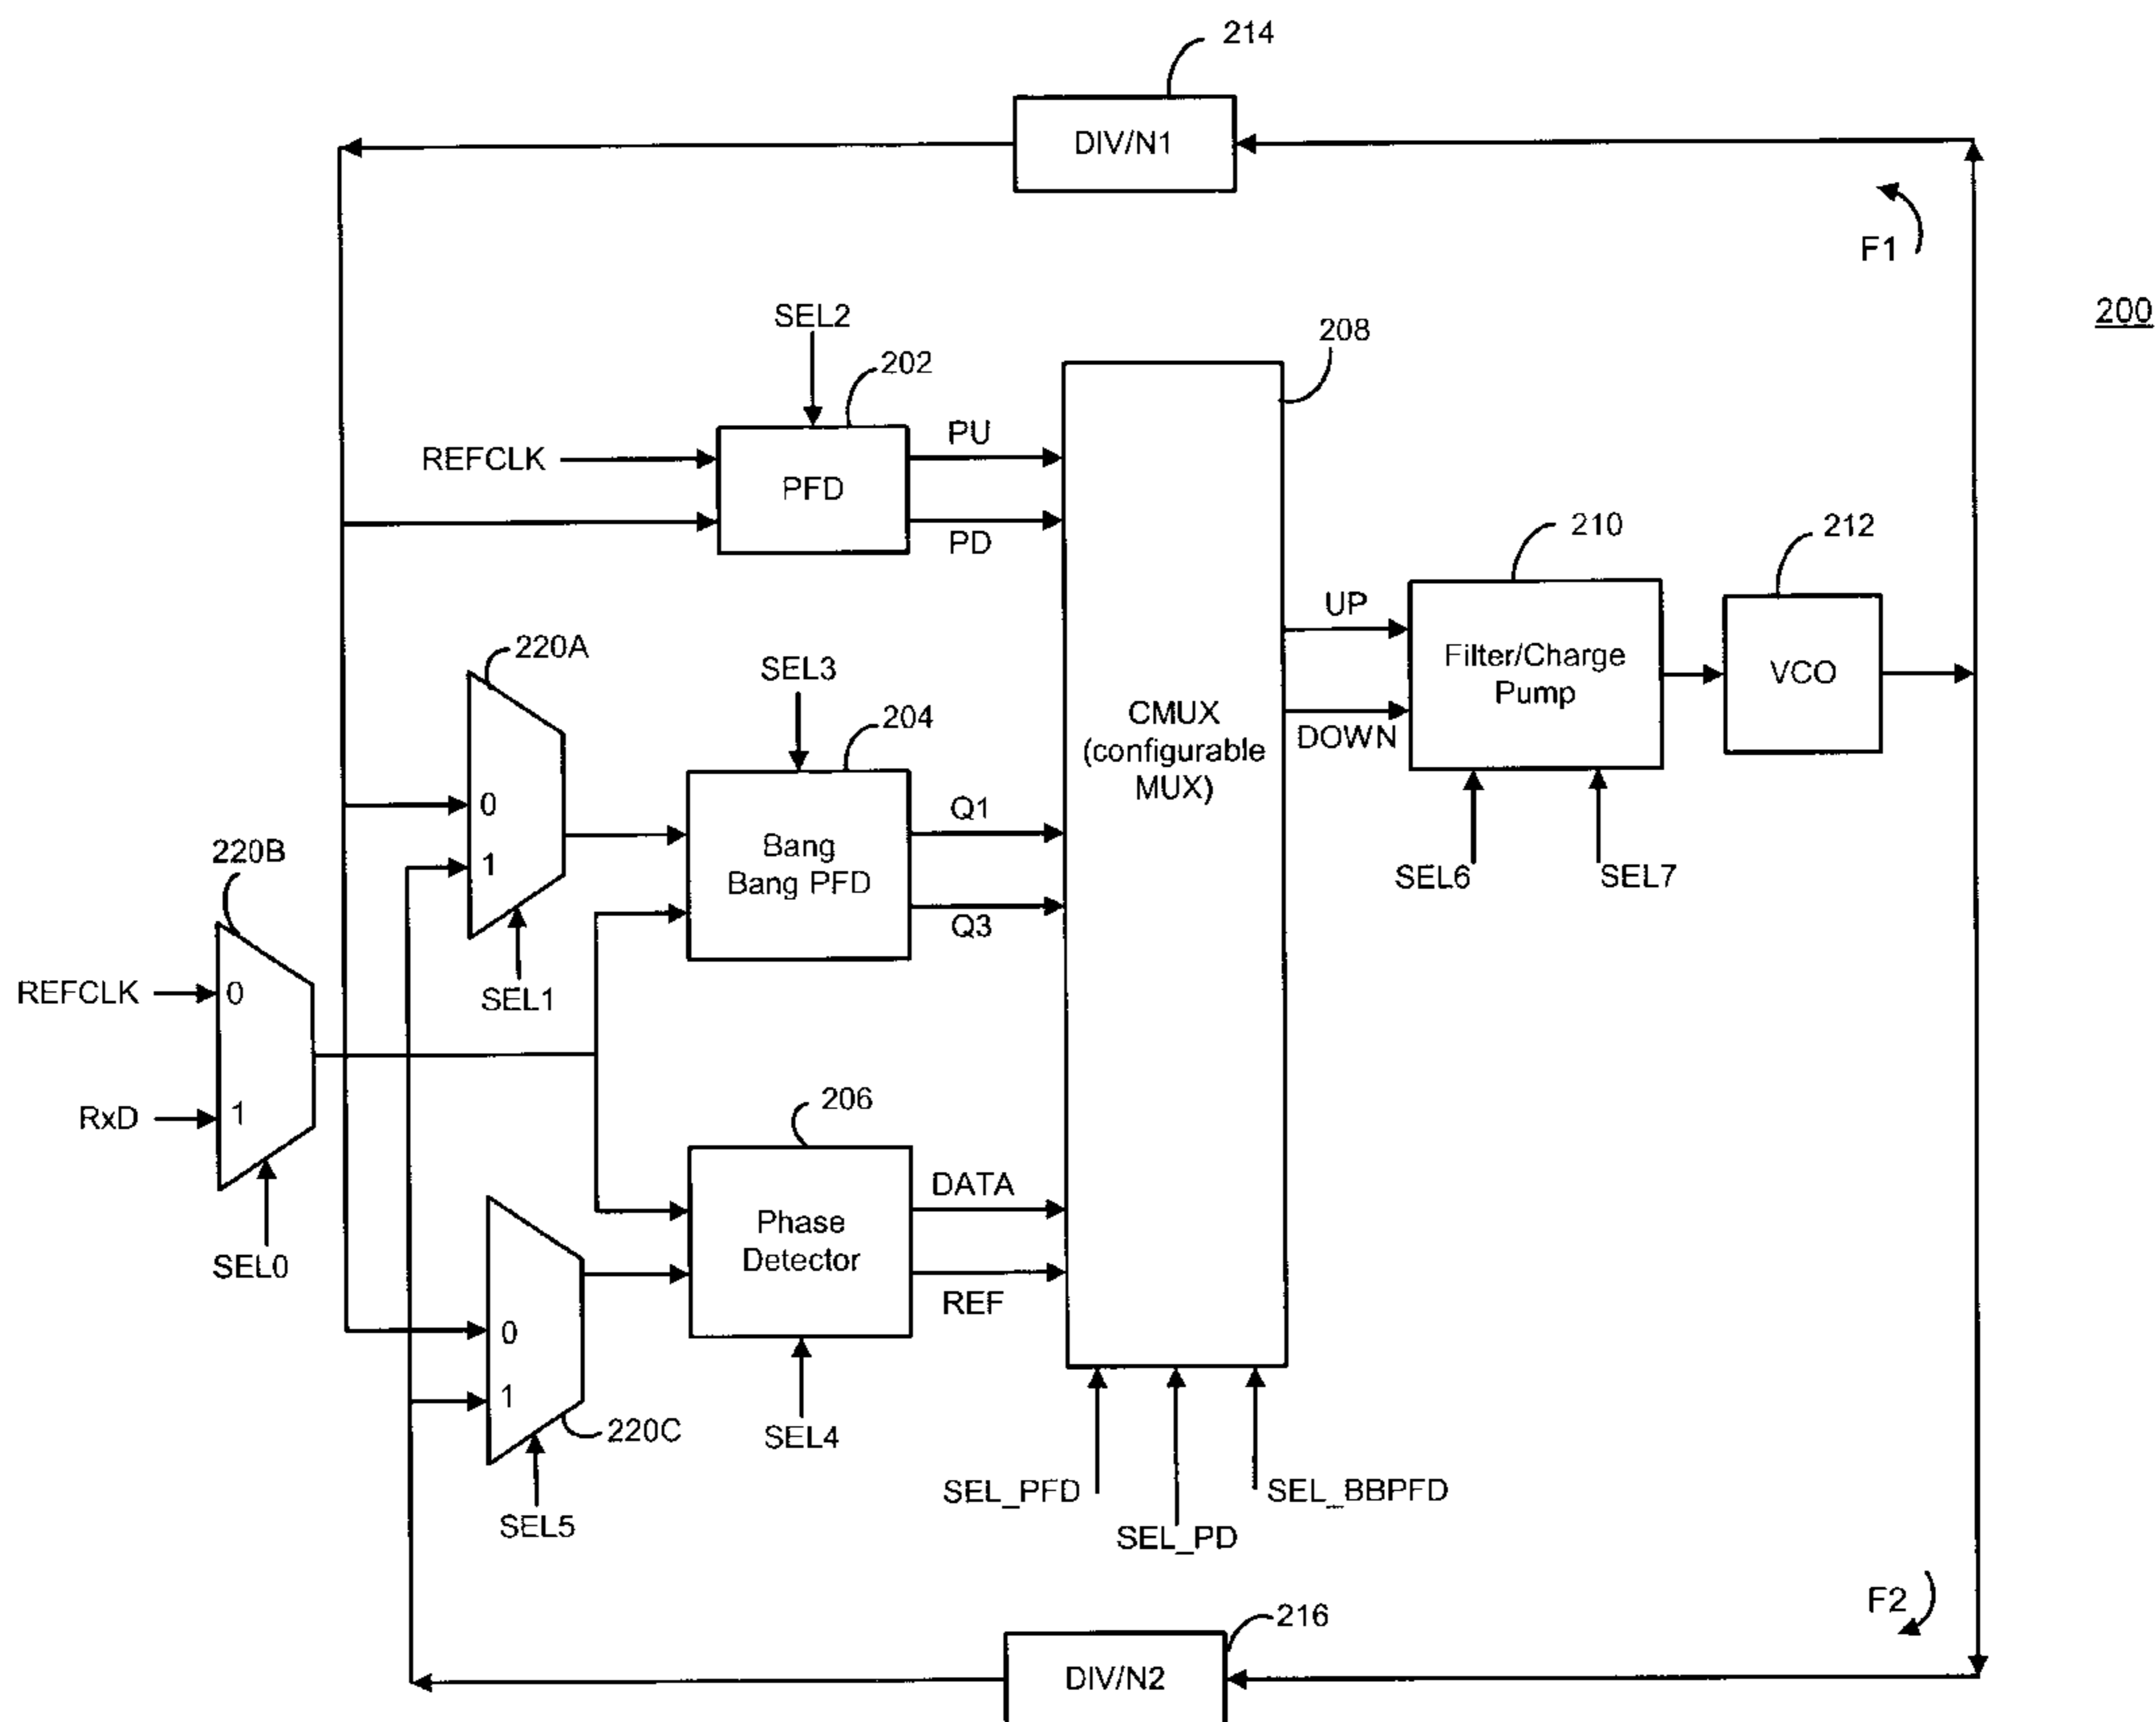 214
DIV/N1
F1
200
SEL2
202
208
REFCLK
PFD
PU
PD
210
212
UP
DOWN
Filter/Charge
Pump
VCO
SEL6
SEL7
220A
SEL3
204
CMUX
(configurable
MUX)
0
1
Bang
Bang PFD
Q1
Q3
220B
SEL1
REFCLK
0
RxD
1
SEL0
206
Phase
Detector
DATA
REF
0
1
220C
SEL4
SEL5
SEL_PFD
SEL_PD
SEL_BBPFD
F2
216
DIV/N2